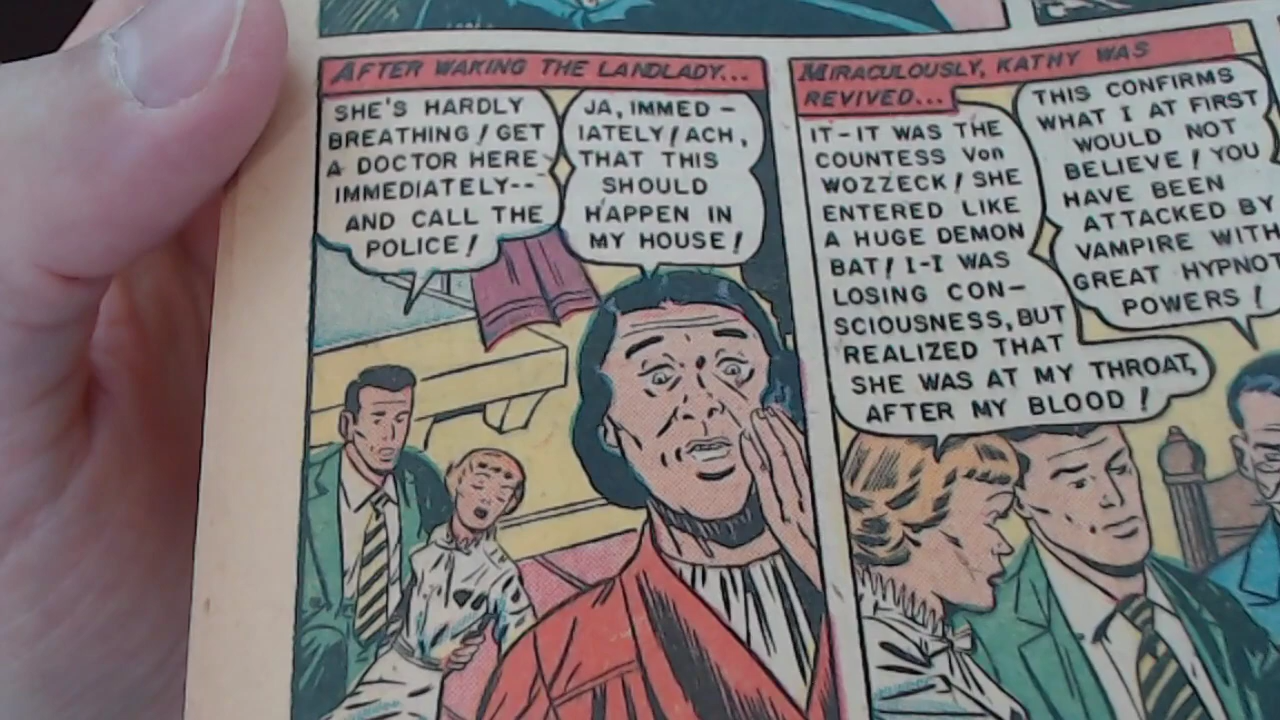 AFTER WAKING THE LANDLADY...
SHE'S HARDLY
BREATHING! GET
A DOCTOR HERE
IMMEDIATELY--
AND CALL THE
POLICE!
JA, IMMED-
IATELY! ACH,
THAT THIS
SHOULD
HAPPEN IN
MY HOUSE!
MIRACULOUSLY, KATHY WAS
REVIVED...
IT-IT WAS THE
COUNTESS Von
WOZZECK! SHE
ENTERED LIKE
A HUGE DEMON
BAT! I-I WAS
LOSING CON-
SCIOUSNESS, BUT
REALIZED THAT
SHE WAS AT MY THROAT,
AFTER MY BLOOD!
THIS CONFIRMS
WHAT I AT FIRST
WOULD NOT
BELIEVE! YOU
HAVE BEEN
ATTACKED BY
VAMPIRE WITH
GREAT HYPNOT
POWERS!